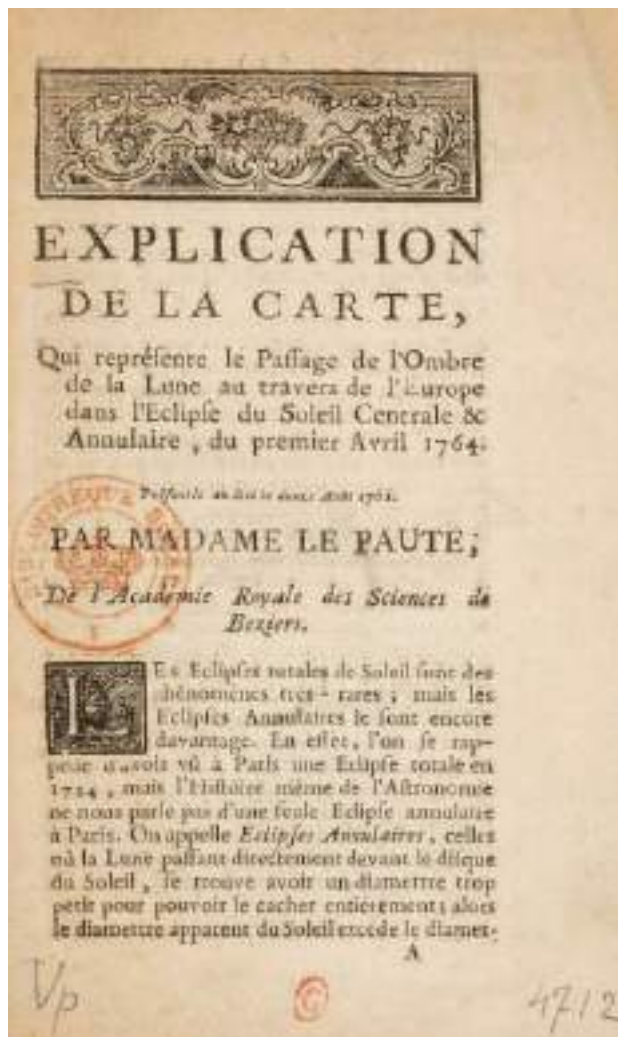 EXPLICATION
DE LA CARTE,
Qui repréſente le Paſſage de l'Ombre
de la Lune au travers de l'Europe
dans l'Eclipſe du Soleil Centrale &
Annulaire, du premier Avril 1764.
PAR MADAME LE PAUTE,
De l'Academie Royale des Sciences de
Beziers.
LEs Eclipſes totales de Soleil ſont des
phénomènes tres-rares ; mais les
Eclipſes Annulaires le ſont encore
davantage. En effet, l'on ſe rap-
pelle d'avoir vû à Paris une Eclipſe totale en
1724, mais l'Hiſtoire même de l'Aſtronomie
ne nous parle pas d'une ſeule Eclipſe annulaire
à Paris. On appelle Eclipſes Annulaires, celles
où la Lune paſſant directement devant le diſque
du Soleil, ſe trouve avoir un diamettre trop
petit pour pouvoir le cacher entierement ; alors
le diamettre apparent du Soleil excede le diamet-
A
Vp
4712